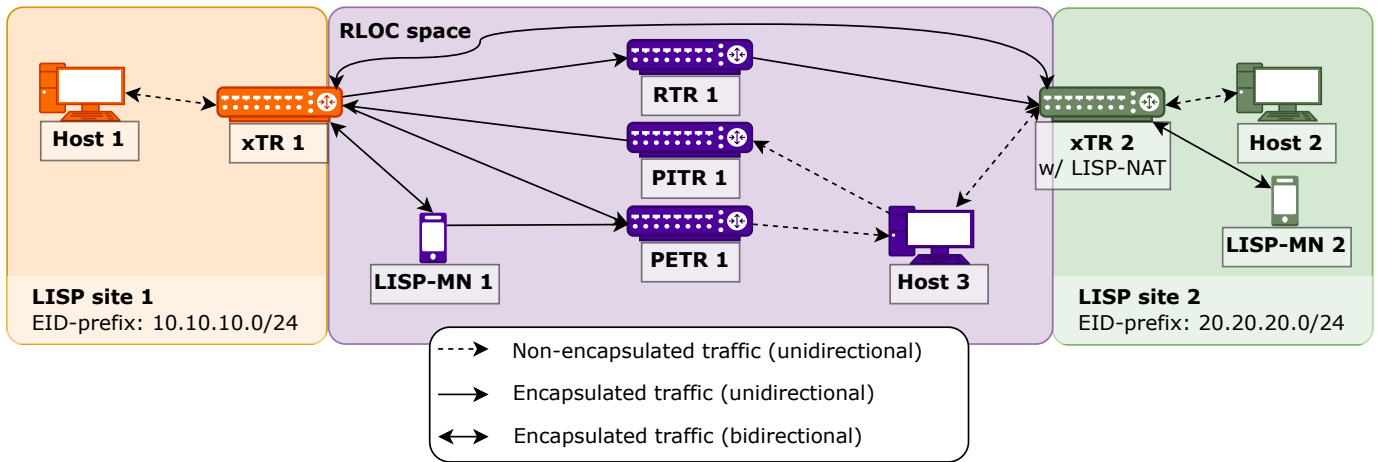 RLOC space
Host 1
xTR 1
RTR 1
PITR 1
PETR 1
LISP-MN 1
Host 3
xTR 2
w/ LISP-NAT
Host 2
LISP-MN 2
LISP site 1
EID-prefix: 10.10.10.0/24
LISP site 2
EID-prefix: 20.20.20.0/24
Non-encapsulated traffic (unidirectional)
Encapsulated traffic (unidirectional)
Encapsulated traffic (bidirectional)